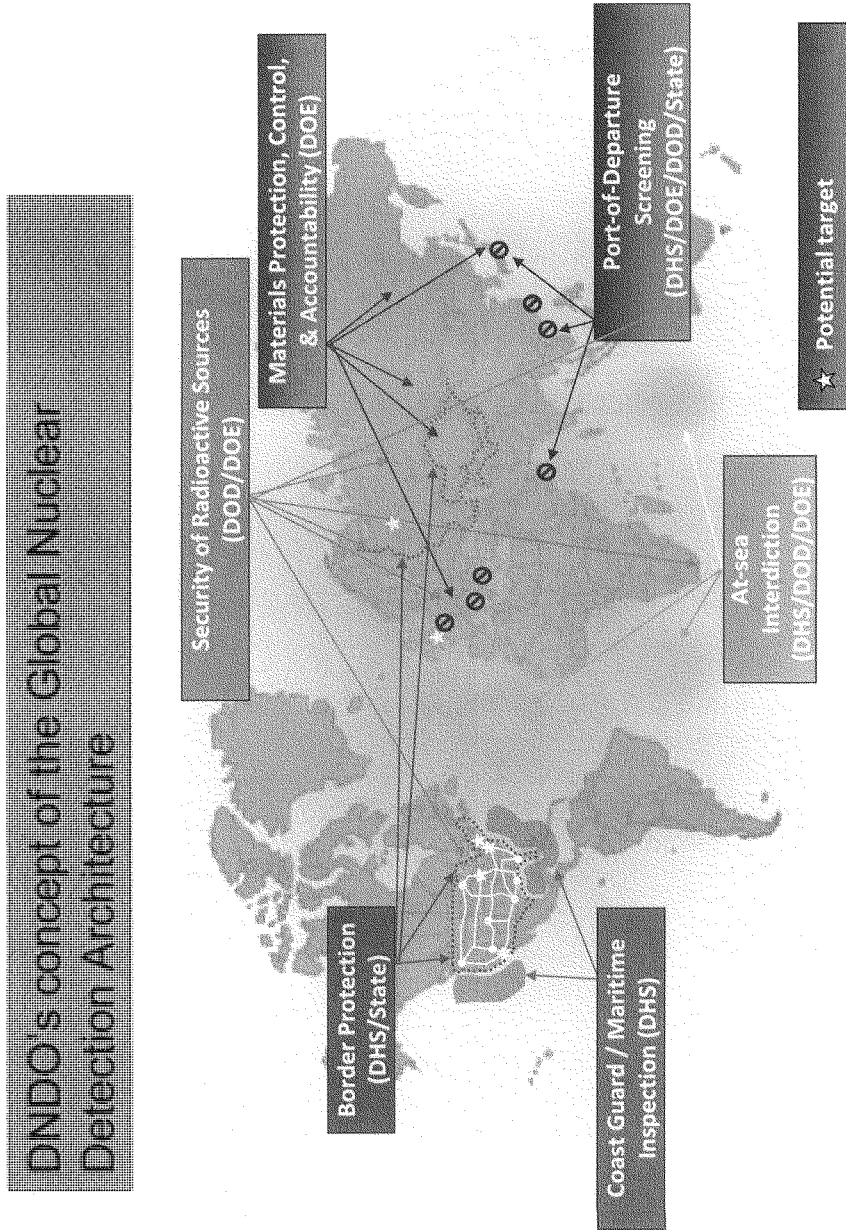 DNDO's concept of the Global Nuclear
Detection Architecture
Security of Radioactive Sources
(DOD/DOE)
Materials Protection, Control,
& Accountability (DOE)
Border Protection
(DHS/State)
Coast Guard / Maritime
Inspection (DHS)
At-sea
Interdiction
(DHS/DOD/DOE)
Port-of-Departure
Screening
(DHS/DOE/DOD/State)
Potential target